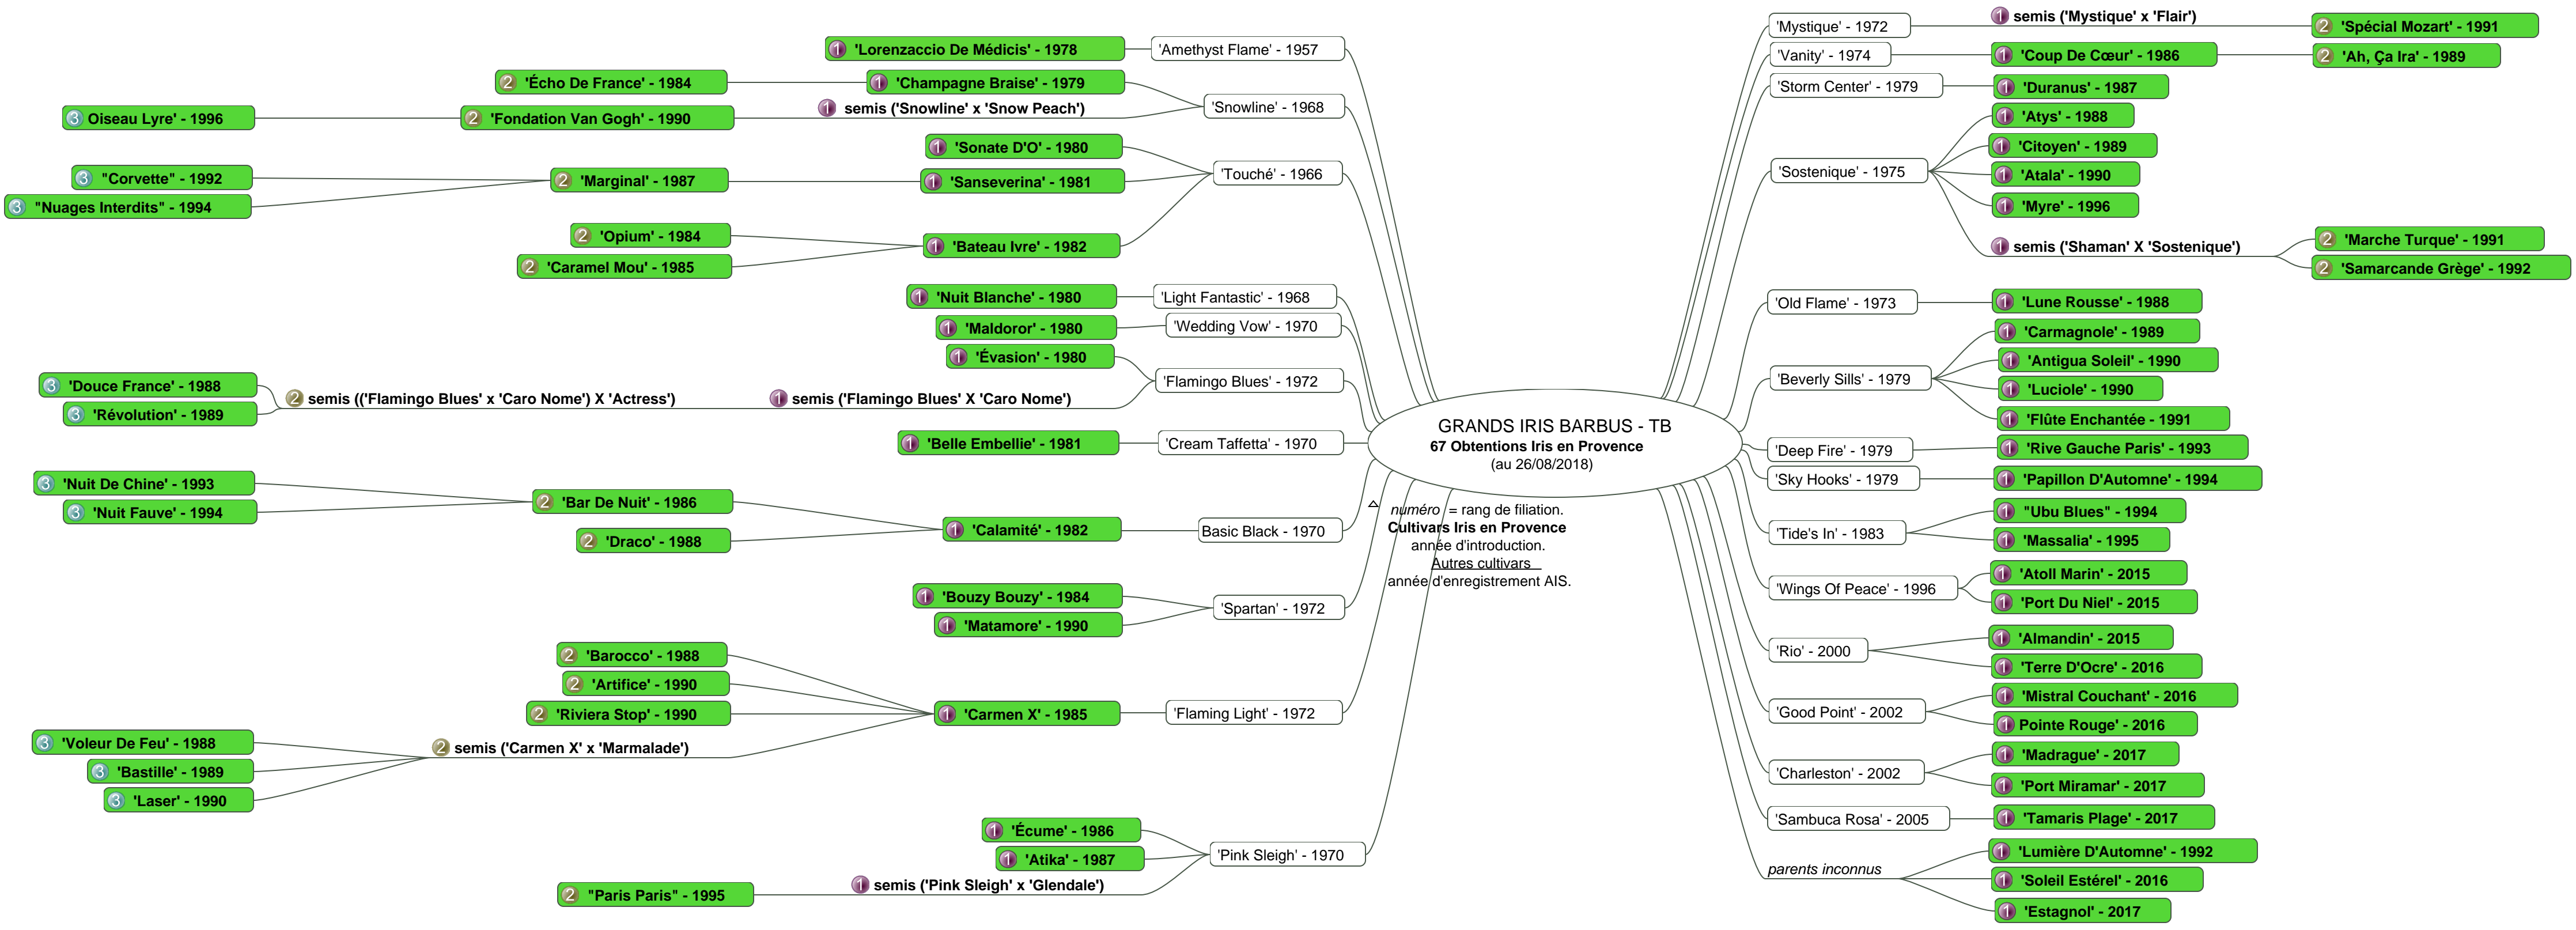 GRANDS IRIS BARBUS - TB
67 Obtentions Iris en Provence
(au 26/08/2018)
numéro = rang de filiation.
Cultivars Iris en Provence
année d'introduction.
Autres cultivars
année d'enregistrement AIS.
'Amethyst Flame' - 1957
1 'Lorenzaccio De Médicis' - 1978
'Snowline' - 1968
1 'Champagne Braise' - 1979
2 'Écho De France' - 1984
1 semis ('Snowline' x 'Snow Peach')
2 'Fondation Van Gogh' - 1990
3 Oiseau Lyre' - 1996
'Touché' - 1966
1 'Sonate D'O' - 1980
1 'Sanseverina' - 1981
2 'Marginal' - 1987
3 "Corvette" - 1992
3 "Nuages Interdits" - 1994
1 'Bateau Ivre' - 1982
2 'Opium' - 1984
2 'Caramel Mou' - 1985
'Light Fantastic' - 1968
1 'Nuit Blanche' - 1980
'Wedding Vow' - 1970
1 'Maldoror' - 1980
'Flamingo Blues' - 1972
1 'Évasion' - 1980
1 semis ('Flamingo Blues' X 'Caro Nome')
2 semis (('Flamingo Blues' x 'Caro Nome') X 'Actress')
3 'Douce France' - 1988
3 'Révolution' - 1989
'Cream Taffetta' - 1970
1 'Belle Embellie' - 1981
Basic Black - 1970
1 'Calamité' - 1982
2 'Bar De Nuit' - 1986
3 'Nuit De Chine' - 1993
3 'Nuit Fauve' - 1994
2 'Draco' - 1988
'Spartan' - 1972
1 'Bouzy Bouzy' - 1984
1 'Matamore' - 1990
'Flaming Light' - 1972
1 'Carmen X' - 1985
2 'Barocco' - 1988
2 'Artifice' - 1990
2 'Riviera Stop' - 1990
2 semis ('Carmen X' x 'Marmalade')
3 'Voleur De Feu' - 1988
3 'Bastille' - 1989
3 'Laser' - 1990
'Pink Sleigh' - 1970
1 'Écume' - 1986
1 'Atika' - 1987
1 semis ('Pink Sleigh' x 'Glendale')
2 "Paris Paris" - 1995
'Mystique' - 1972
1 semis ('Mystique' x 'Flair')
2 'Spécial Mozart' - 1991
'Vanity' - 1974
1 'Coup De Cœur' - 1986
2 'Ah, Ça Ira' - 1989
'Storm Center' - 1979
1 'Duranus' - 1987
'Sostenique' - 1975
1 'Atys' - 1988
1 'Citoyen' - 1989
1 'Atala' - 1990
1 'Myre' - 1996
1 semis ('Shaman' X 'Sostenique')
2 'Marche Turque' - 1991
2 'Samarcande Grège' - 1992
'Old Flame' - 1973
1 'Lune Rousse' - 1988
'Beverly Sills' - 1979
1 'Carmagnole' - 1989
1 'Antigua Soleil' - 1990
1 'Luciole' - 1990
1 'Flûte Enchantée - 1991
'Deep Fire' - 1979
1 'Rive Gauche Paris' - 1993
'Sky Hooks' - 1979
1 'Papillon D'Automne' - 1994
'Tide's In' - 1983
1 "Ubu Blues" - 1994
1 'Massalia' - 1995
'Wings Of Peace' - 1996
1 'Atoll Marin' - 2015
1 'Port Du Niel' - 2015
'Rio' - 2000
1 'Almandin' - 2015
1 'Terre D'Ocre' - 2016
'Good Point' - 2002
1 'Mistral Couchant' - 2016
1 Pointe Rouge' - 2016
'Charleston' - 2002
1 'Madrague' - 2017
1 'Port Miramar' - 2017
'Sambuca Rosa' - 2005
1 'Tamaris Plage' - 2017
parents inconnus
1 'Lumière D'Automne' - 1992
1 'Soleil Estérel' - 2016
1 'Estagnol' - 2017